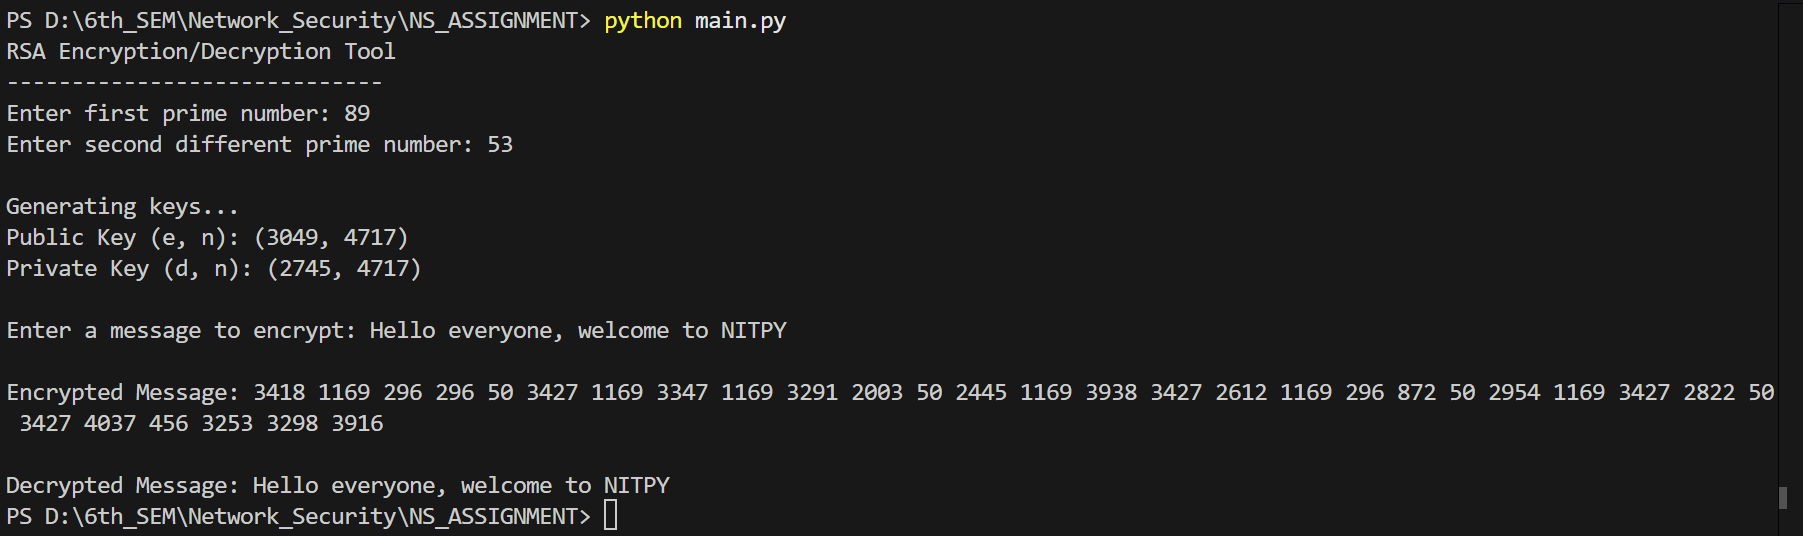 PS D:\6th_SEM\Network_Security\NS_ASSIGNMENT> python main.py
RSA Encryption/Decryption Tool
-----------------------------
Enter first prime number: 89
Enter second different prime number: 53
Generating keys...
Public Key (e, n): (3049, 4717)
Private Key (d, n): (2745, 4717)
Enter a message to encrypt: Hello everyone, welcome to NITPY
Encrypted Message: 3418 1169 296 296 50 3427 1169 3347 1169 3291 2003 50 2445 1169 3938 3427 2612 1169 296 872 50 2954 1169 3427 2822 50
3427 4037 456 3253 3298 3916
Decrypted Message: Hello everyone, welcome to NITPY
PS D:\6th_SEM\Network_Security\NS_ASSIGNMENT>